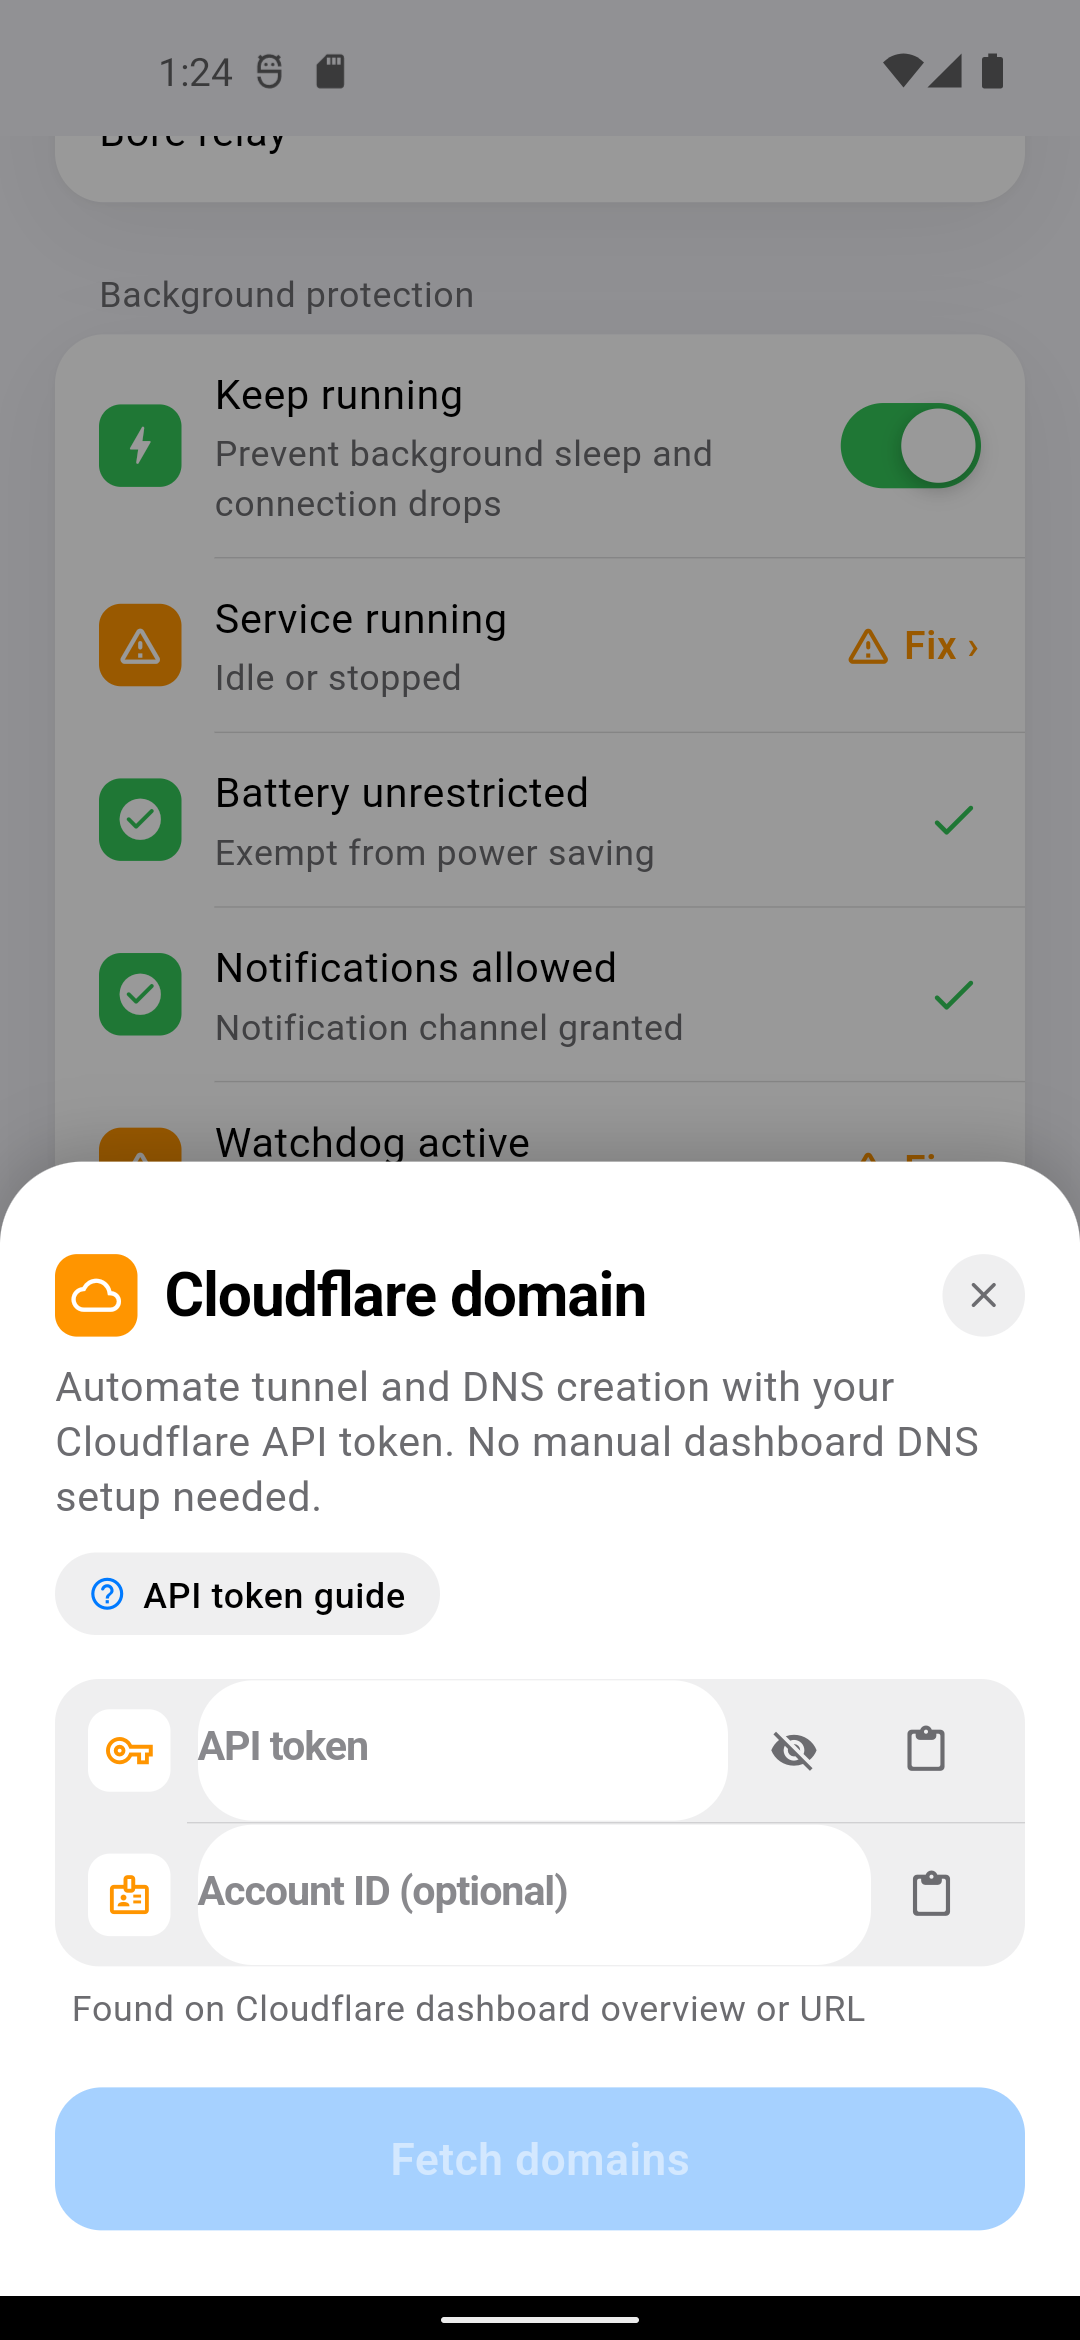 1:24
Bore relay
Background protection
Keep running
Prevent background sleep and
connection drops
Service running
Idle or stopped
Fix ›
Battery unrestricted
Exempt from power saving
Notifications allowed
Notification channel granted
Watchdog active
Fix
Cloudflare domain
Automate tunnel and DNS creation with your
Cloudflare API token. No manual dashboard DNS
setup needed.
API token guide
API token
Account ID (optional)
Found on Cloudflare dashboard overview or URL
Fetch domains